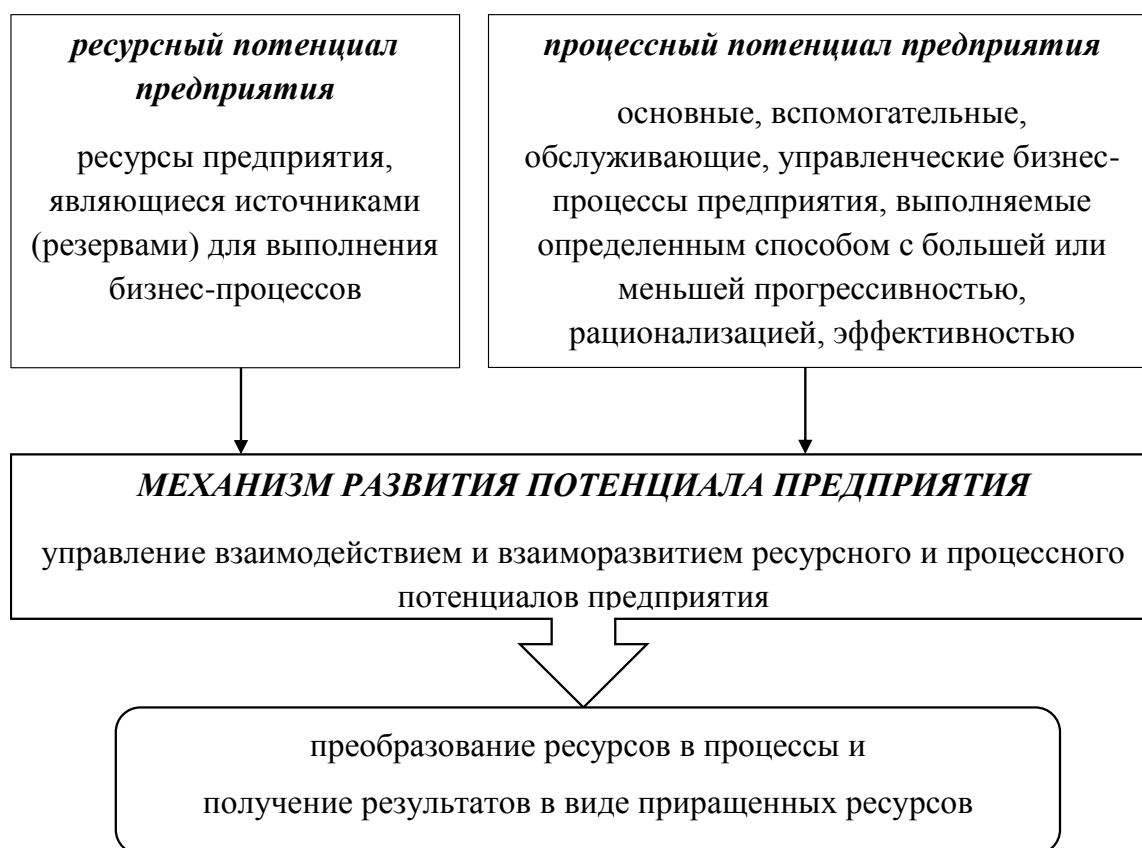 ресурсный потенциал
предприятия
ресурсы предприятия,
являющиеся источниками
(резервами) для выполнения
бизнес-процессов
процессный потенциал предприятия
основные, вспомогательные,
обслуживающие, управленческие бизнес-
процессы предприятия, выполняемые
определенным способом с большей или
меньшей прогрессивностью,
рационализацией, эффективностью
МЕХАНИЗМ РАЗВИТИЯ ПОТЕНЦИАЛА ПРЕДПРИЯТИЯ
управление взаимодействием и взаиморазвитием ресурсного и процессного
потенциалов предприятия
преобразование ресурсов в процессы и
получение результатов в виде приращенных ресурсов